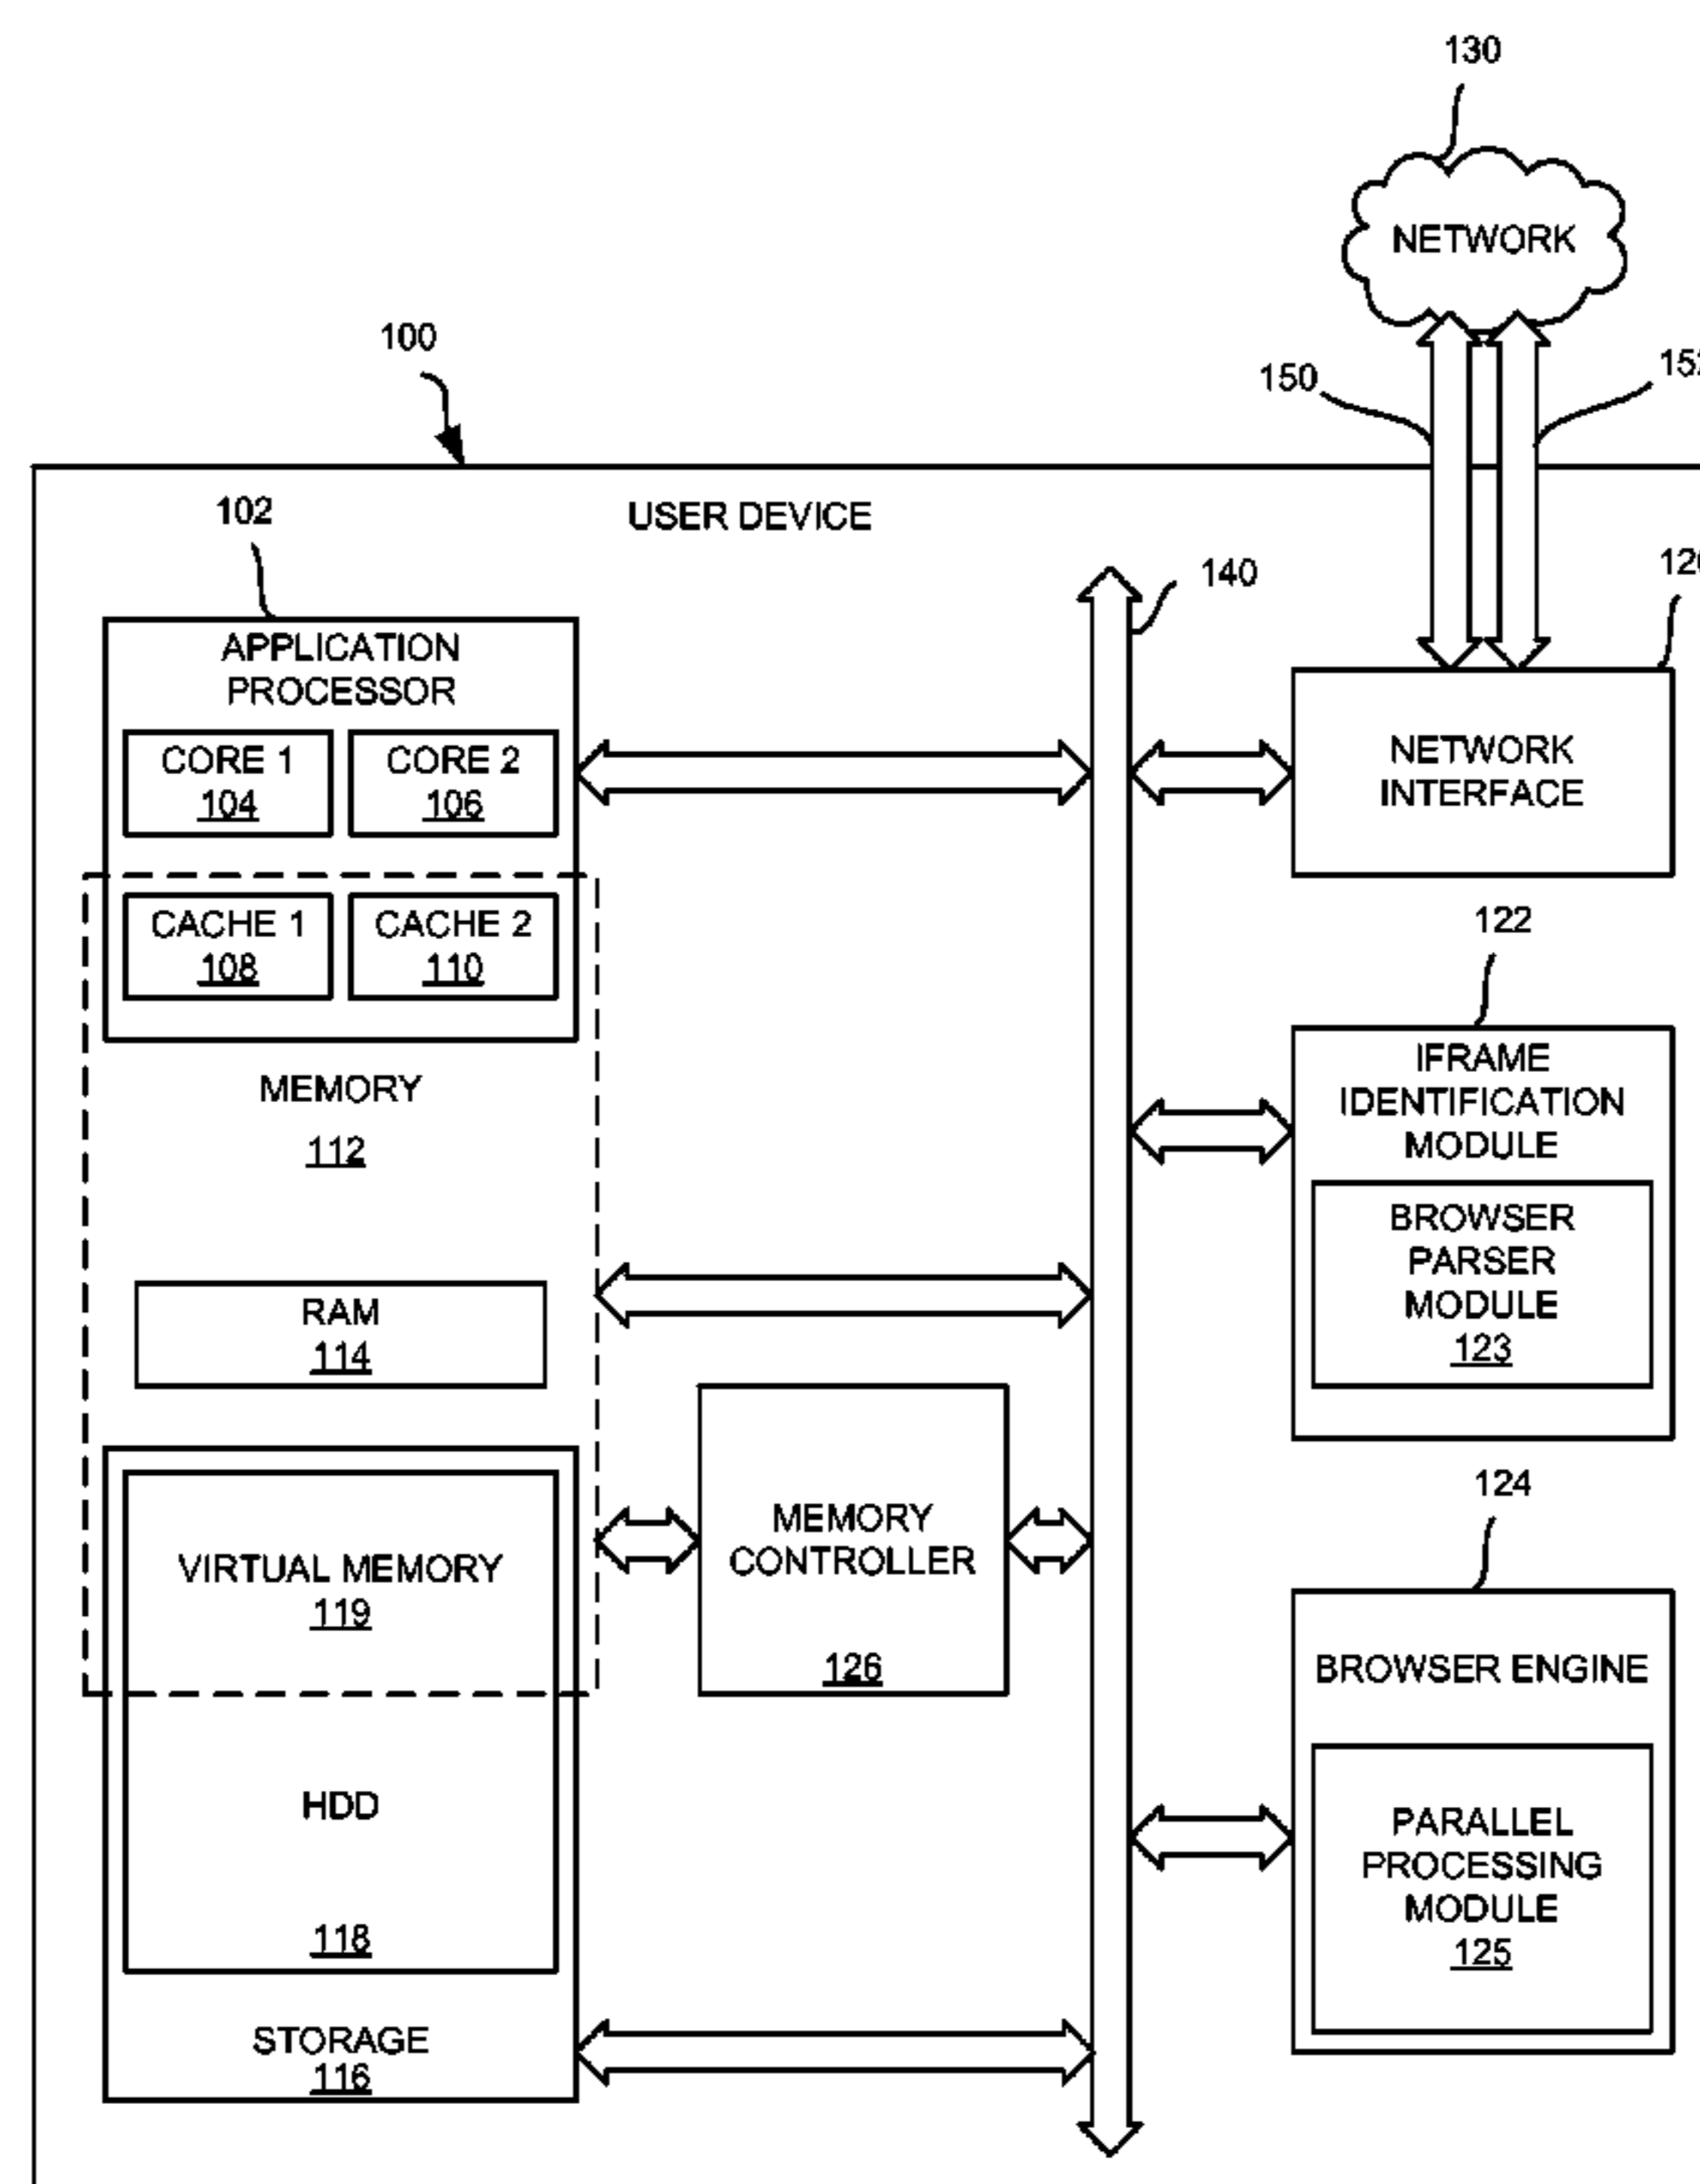 130
NETWORK
100
150
152
USER DEVICE
102
140
120
APPLICATION
PROCESSOR
CORE 1
104
CORE 2
106
NETWORK
INTERFACE
CACHE 1
108
CACHE 2
110
122
MEMORY
112
IFRAME
IDENTIFICATION
MODULE
BROWSER
PARSER
MODULE
123
RAM
114
124
VIRTUAL MEMORY
119
MEMORY
CONTROLLER
126
BROWSER ENGINE
HDD
118
PARALLEL
PROCESSING
MODULE
125
STORAGE
116